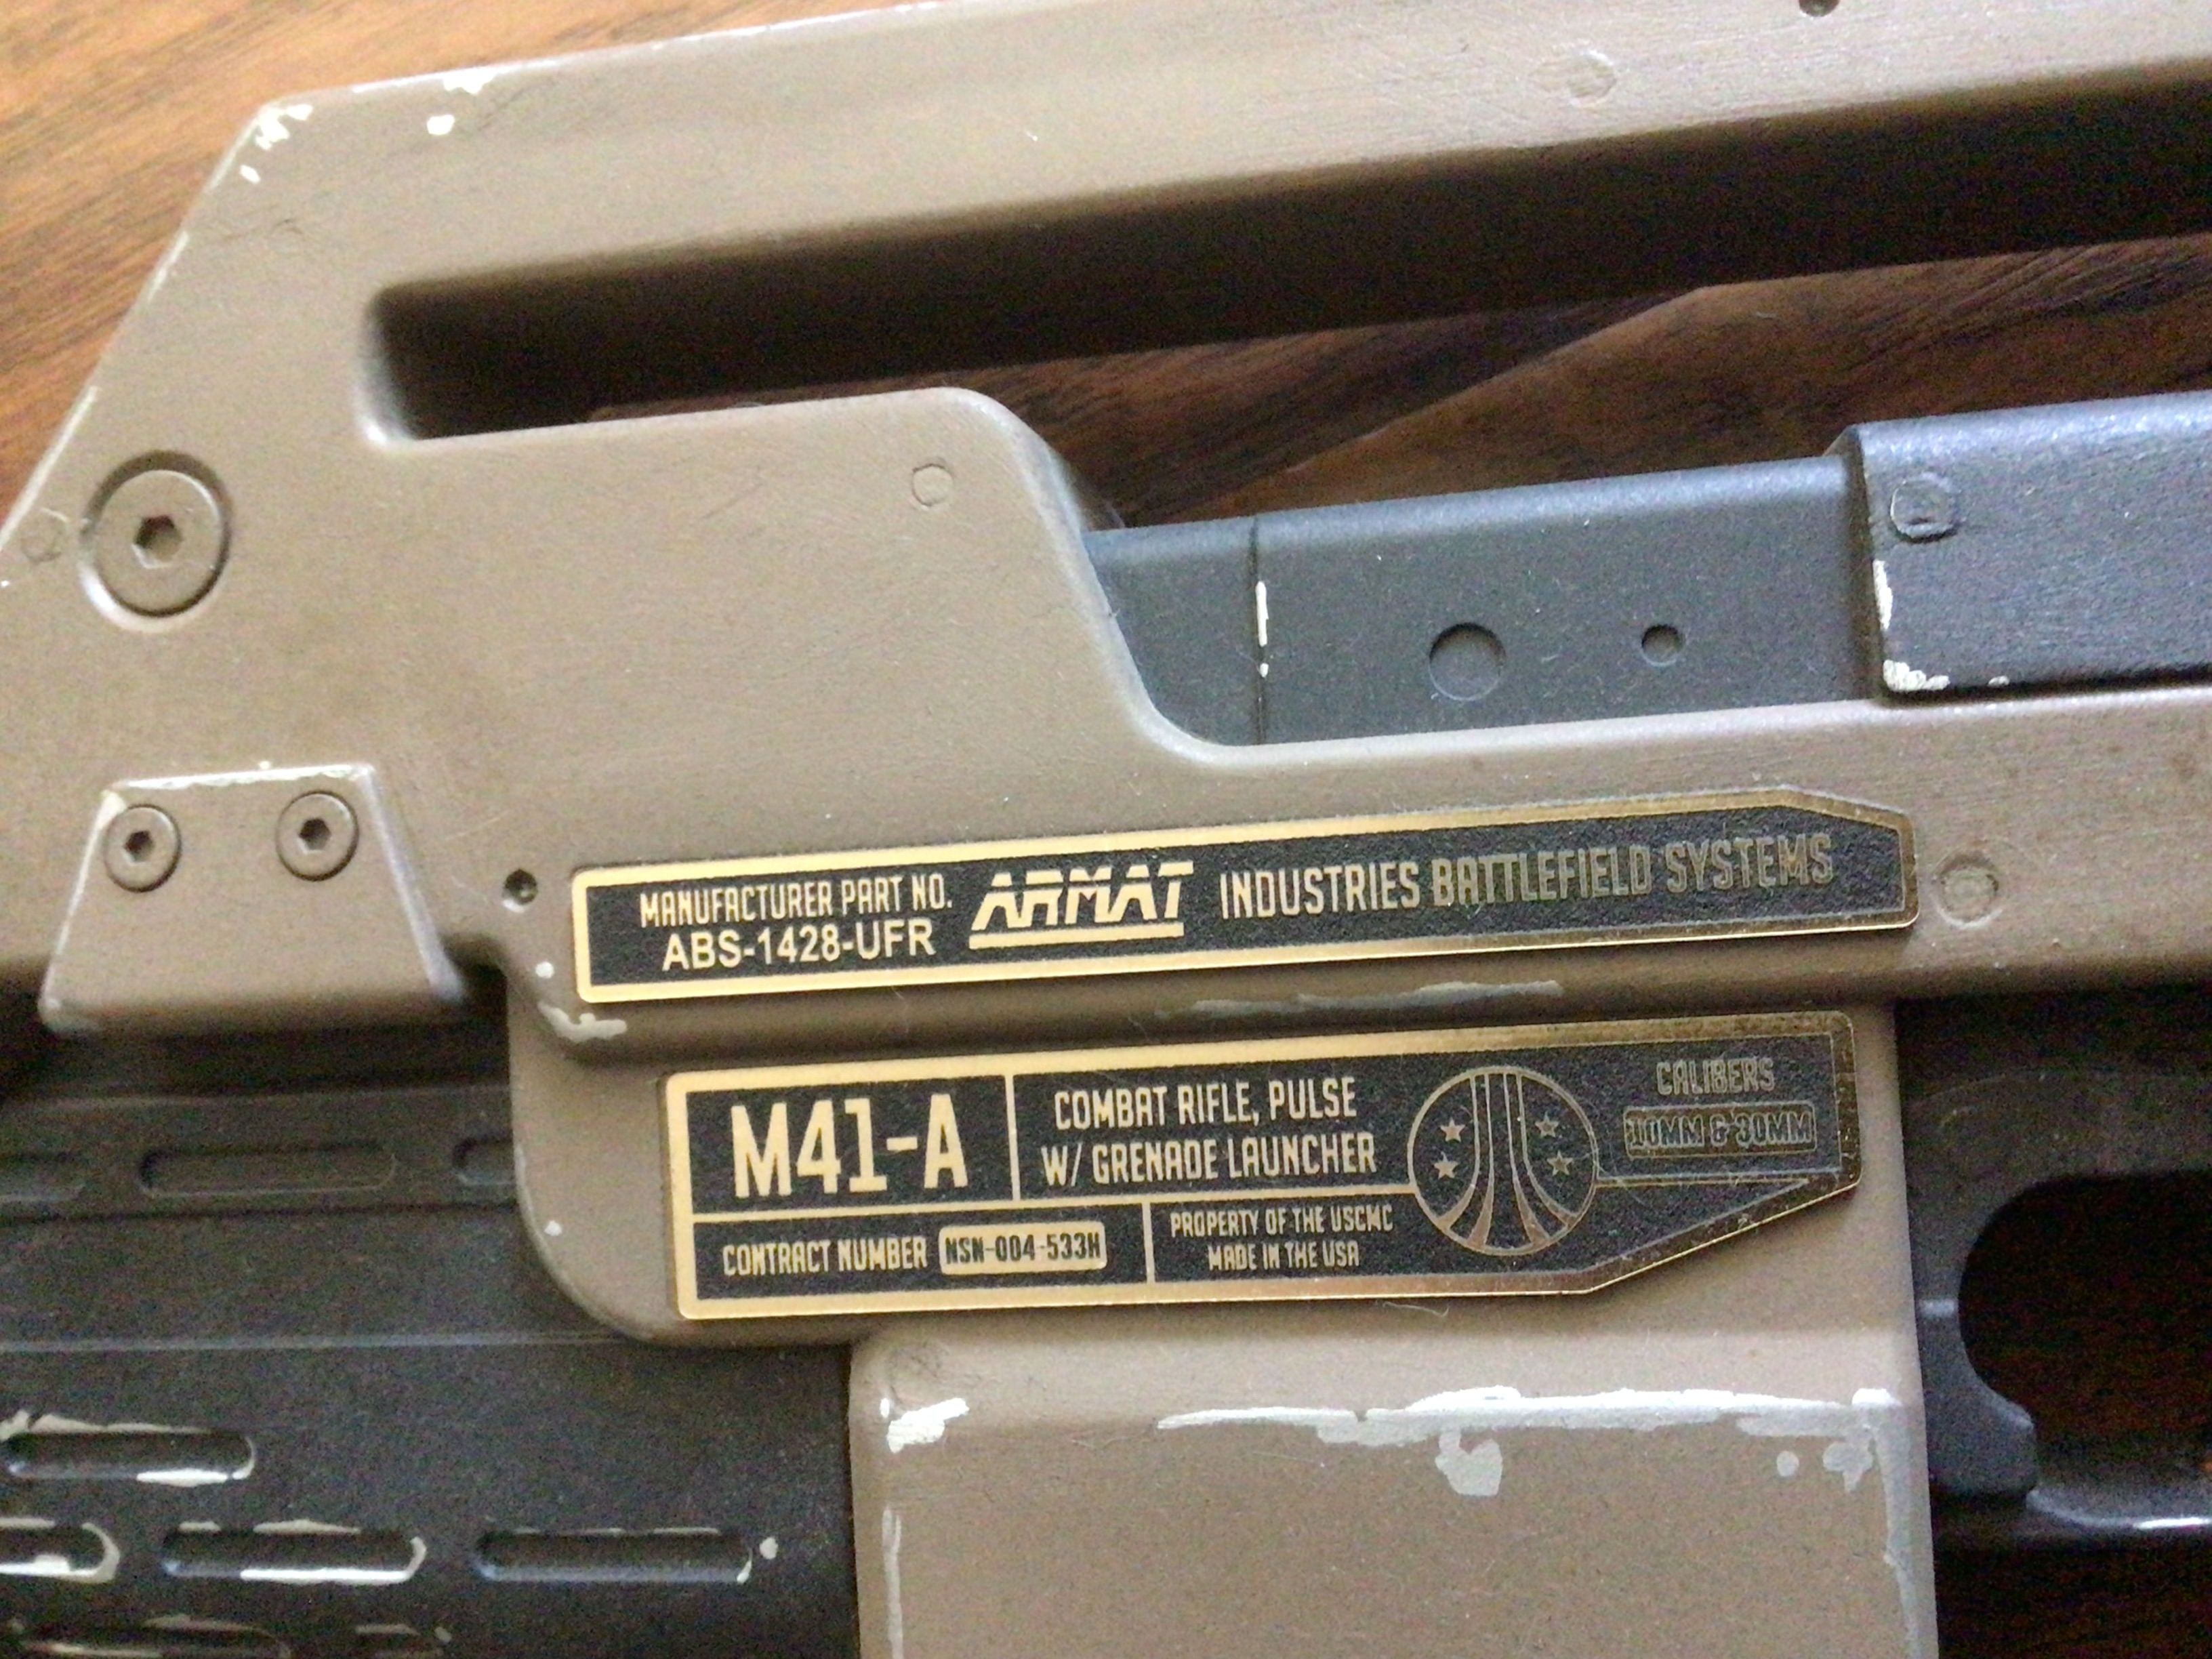 MANUFACTURER PART NO.
ABS-1428-UFR
ARMAT
INDUSTRIES BATTLEFIELD SYSTEMS
M41-A
COMBAT RIFLE, PULSE
W/ GRENADE LAUNCHER
CALIBERS
10MM & 30MM
CONTRACT NUMBER NSN-004-533H
PROPERTY OF THE USCMC
MADE IN THE USA